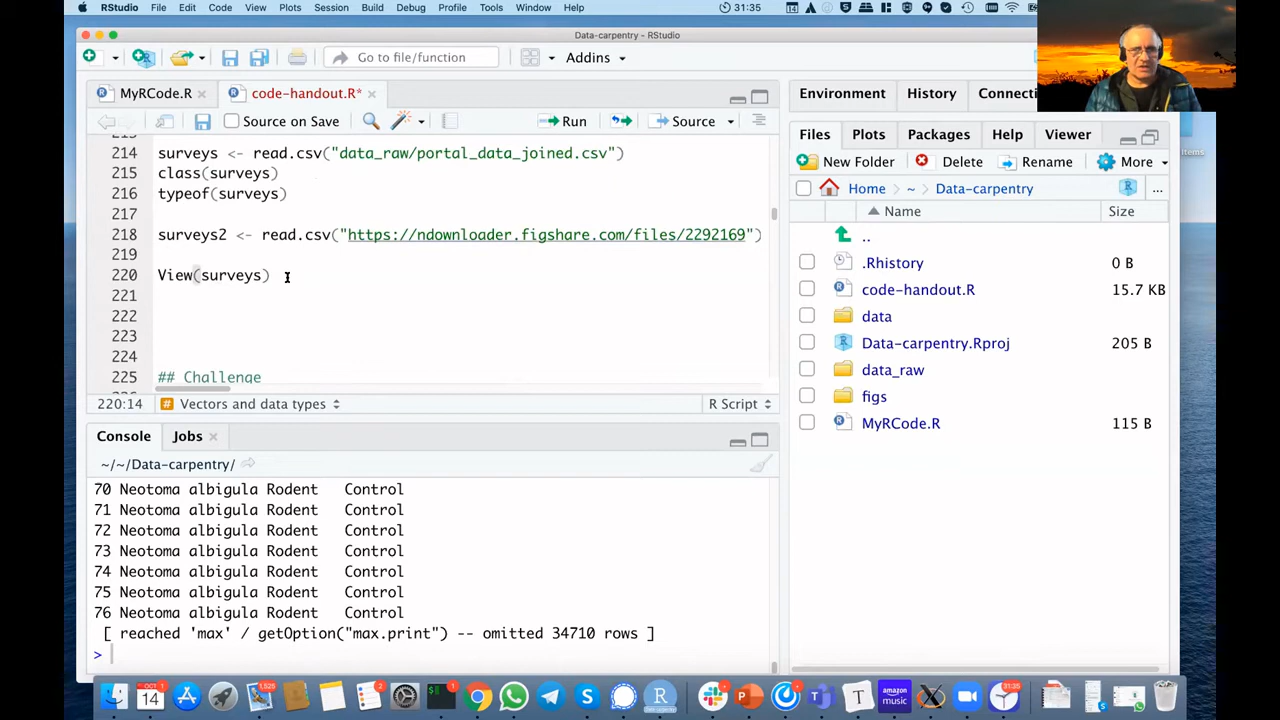 RStudio File Edit Code View Plots Session Build Debug Profile Tools Window Help 31:35
Data-carpentry - RStudio
Go to file/function Addins
MyRCode.R code-handout.R*
Source on Save Run Source
214 surveys <- read.csv("data_raw/portal_data_joined.csv")
215 class(surveys)
216 typeof(surveys)
217
218 surveys2 <- read.csv("https://ndownlodder.figshare.com/files/2292169")
219
220 View(surveys)
221
222
223
224
225 ## Challenge
220:14 # Vectors and data types R Script
Console Jobs
~/~/Data-carpentry/
70 Neotoma albigula Rodent Control
71 Neotoma albigula Rodent Control
72 Neotoma albigula Rodent Control
73 Neotoma albigula Rodent Control
74 Neotoma albigula Rodent Control
75 Neotoma albigula Rodent Control
76 Neotoma albigula Rodent Control
[ reached 'max' / getOption("max.print") -- omitted rows ]
>
Environment History Connecti
Files Plots Packages Help Viewer
New Folder Delete Rename More
Home ~ Data-carpentry ...
Name Size
..
.Rhistory 0 B
code-handout.R 15.7 KB
data
Data-carpentry.Rproj 205 B
data_raw
figs
MyRCode.R 115 B
Items
amazon music
31:35